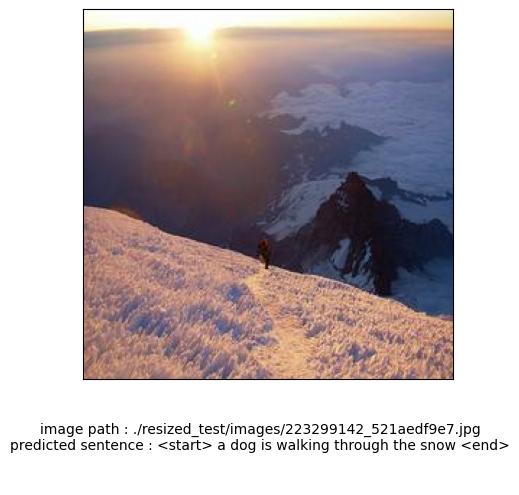 image path : ./resized_test/images/223299142_521aedf9e7.jpg
predicted sentence : <start> a dog is walking through the snow <end>